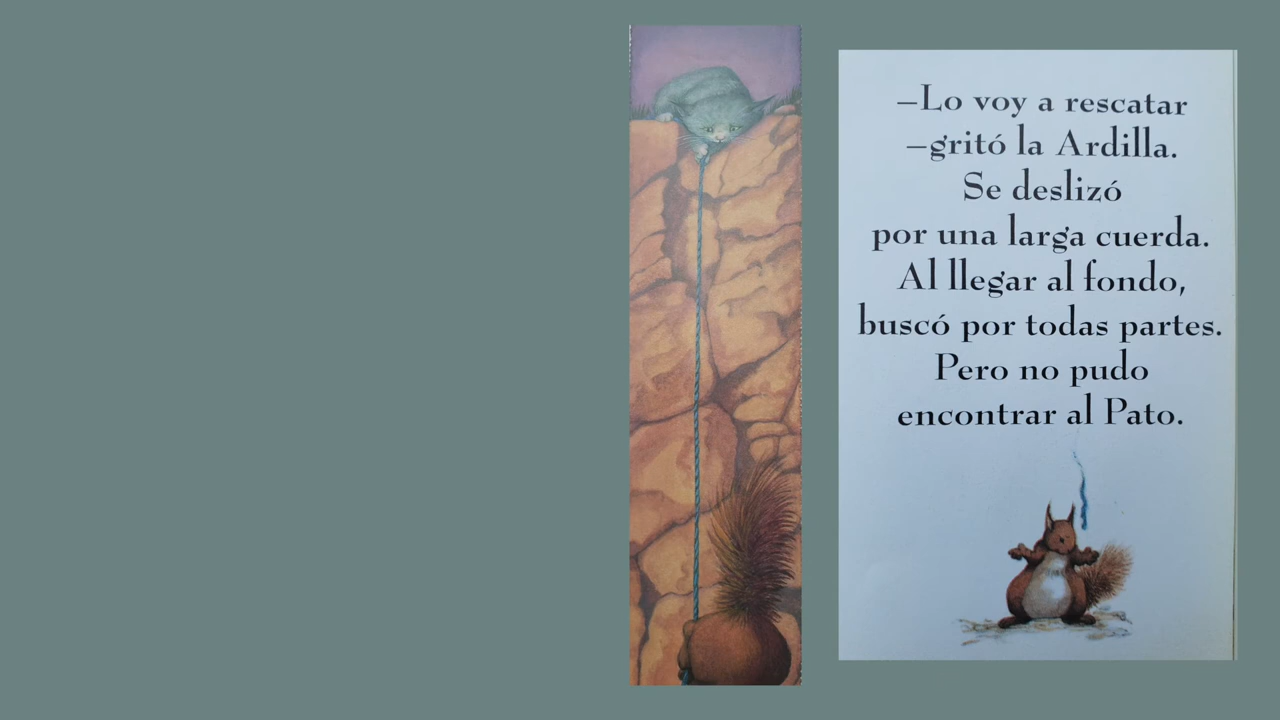 –Lo voy a rescatar
–gritó la Ardilla.
Se deslizó
por una larga cuerda.
Al llegar al fondo,
buscó por todas partes.
Pero no pudo
encontrar al Pato.